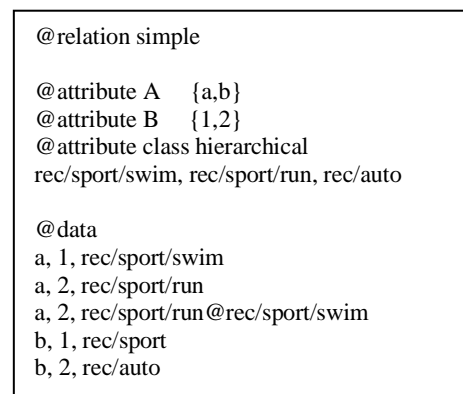 @relation simple
@attribute A {a,b}
@attribute B {1,2}
@attribute class hierarchical
rec/sport/swim, rec/sport/run, rec/auto
@data
a, 1, rec/sport/swim
a, 2, rec/sport/run
a, 2, rec/sport/run@rec/sport/swim
b, 1, rec/sport
b, 2, rec/auto